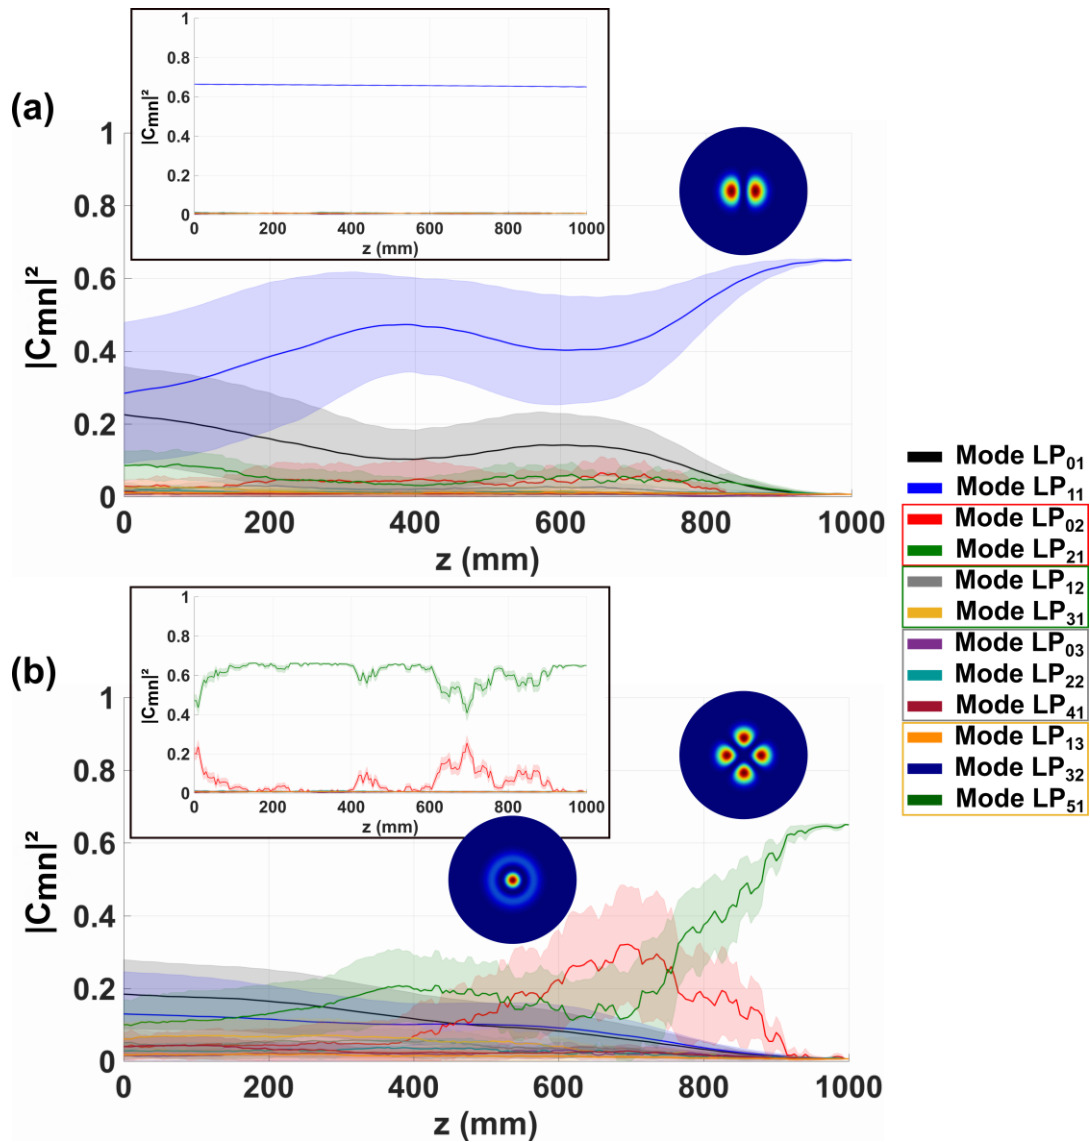 1
0.8
0.6
0.4
0.2
0
|Cmn|²
0 200 400 600 800 1000
z (mm)
(a)
1
0.8
0.6
0.4
0.2
0
|Cmn|²
0 200 400 600 800 1000
z (mm)
Mode LP01
Mode LP11
Mode LP02
Mode LP21
Mode LP12
Mode LP31
Mode LP03
Mode LP22
Mode LP41
Mode LP13
Mode LP32
Mode LP51
1
0.8
0.6
0.4
0.2
0
|Cmn|²
0 200 400 600 800 1000
z (mm)
(b)
1
0.8
0.6
0.4
0.2
0
|Cmn|²
0 200 400 600 800 1000
z (mm)